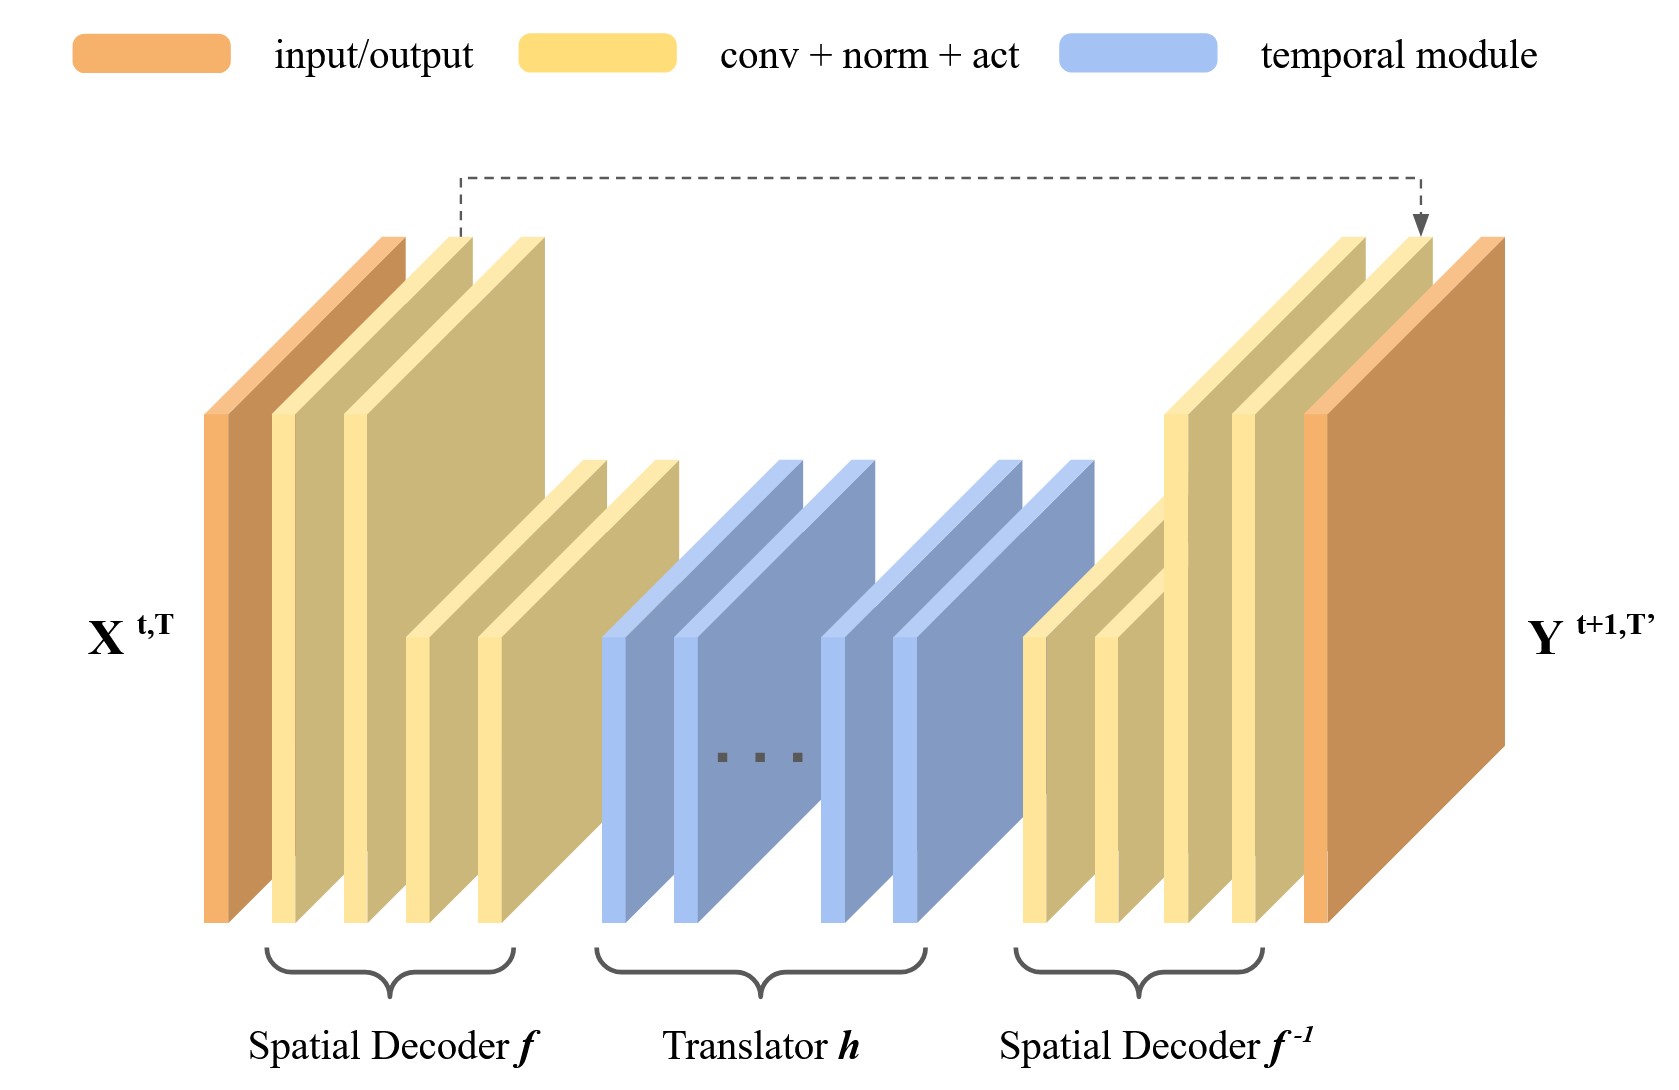 input/output conv + norm + act temporal module
X t,T
Y t+1,T’
. . .
Spatial Decoder f Translator h Spatial Decoder f -1